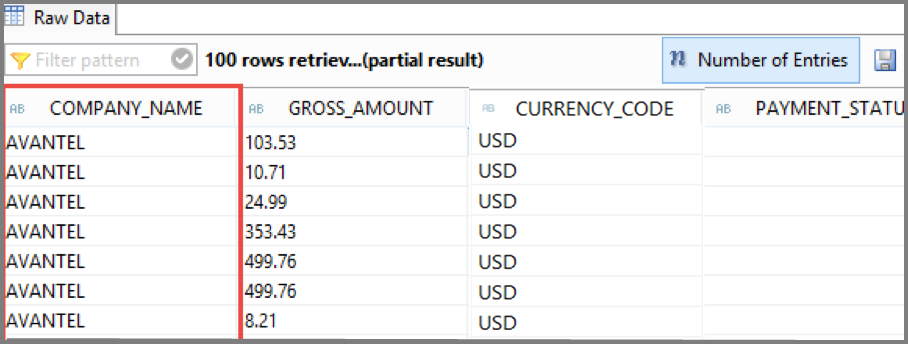 Raw Data
Filter pattern 100 rows retriev...(partial result) n Number of Entries
AB COMPANY_NAME AB GROSS_AMOUNT AB CURRENCY_CODE AB PAYMENT_STATU
AVANTEL 103.53 USD
AVANTEL 10.71 USD
AVANTEL 24.99 USD
AVANTEL 353.43 USD
AVANTEL 499.76 USD
AVANTEL 499.76 USD
AVANTEL 8.21 USD